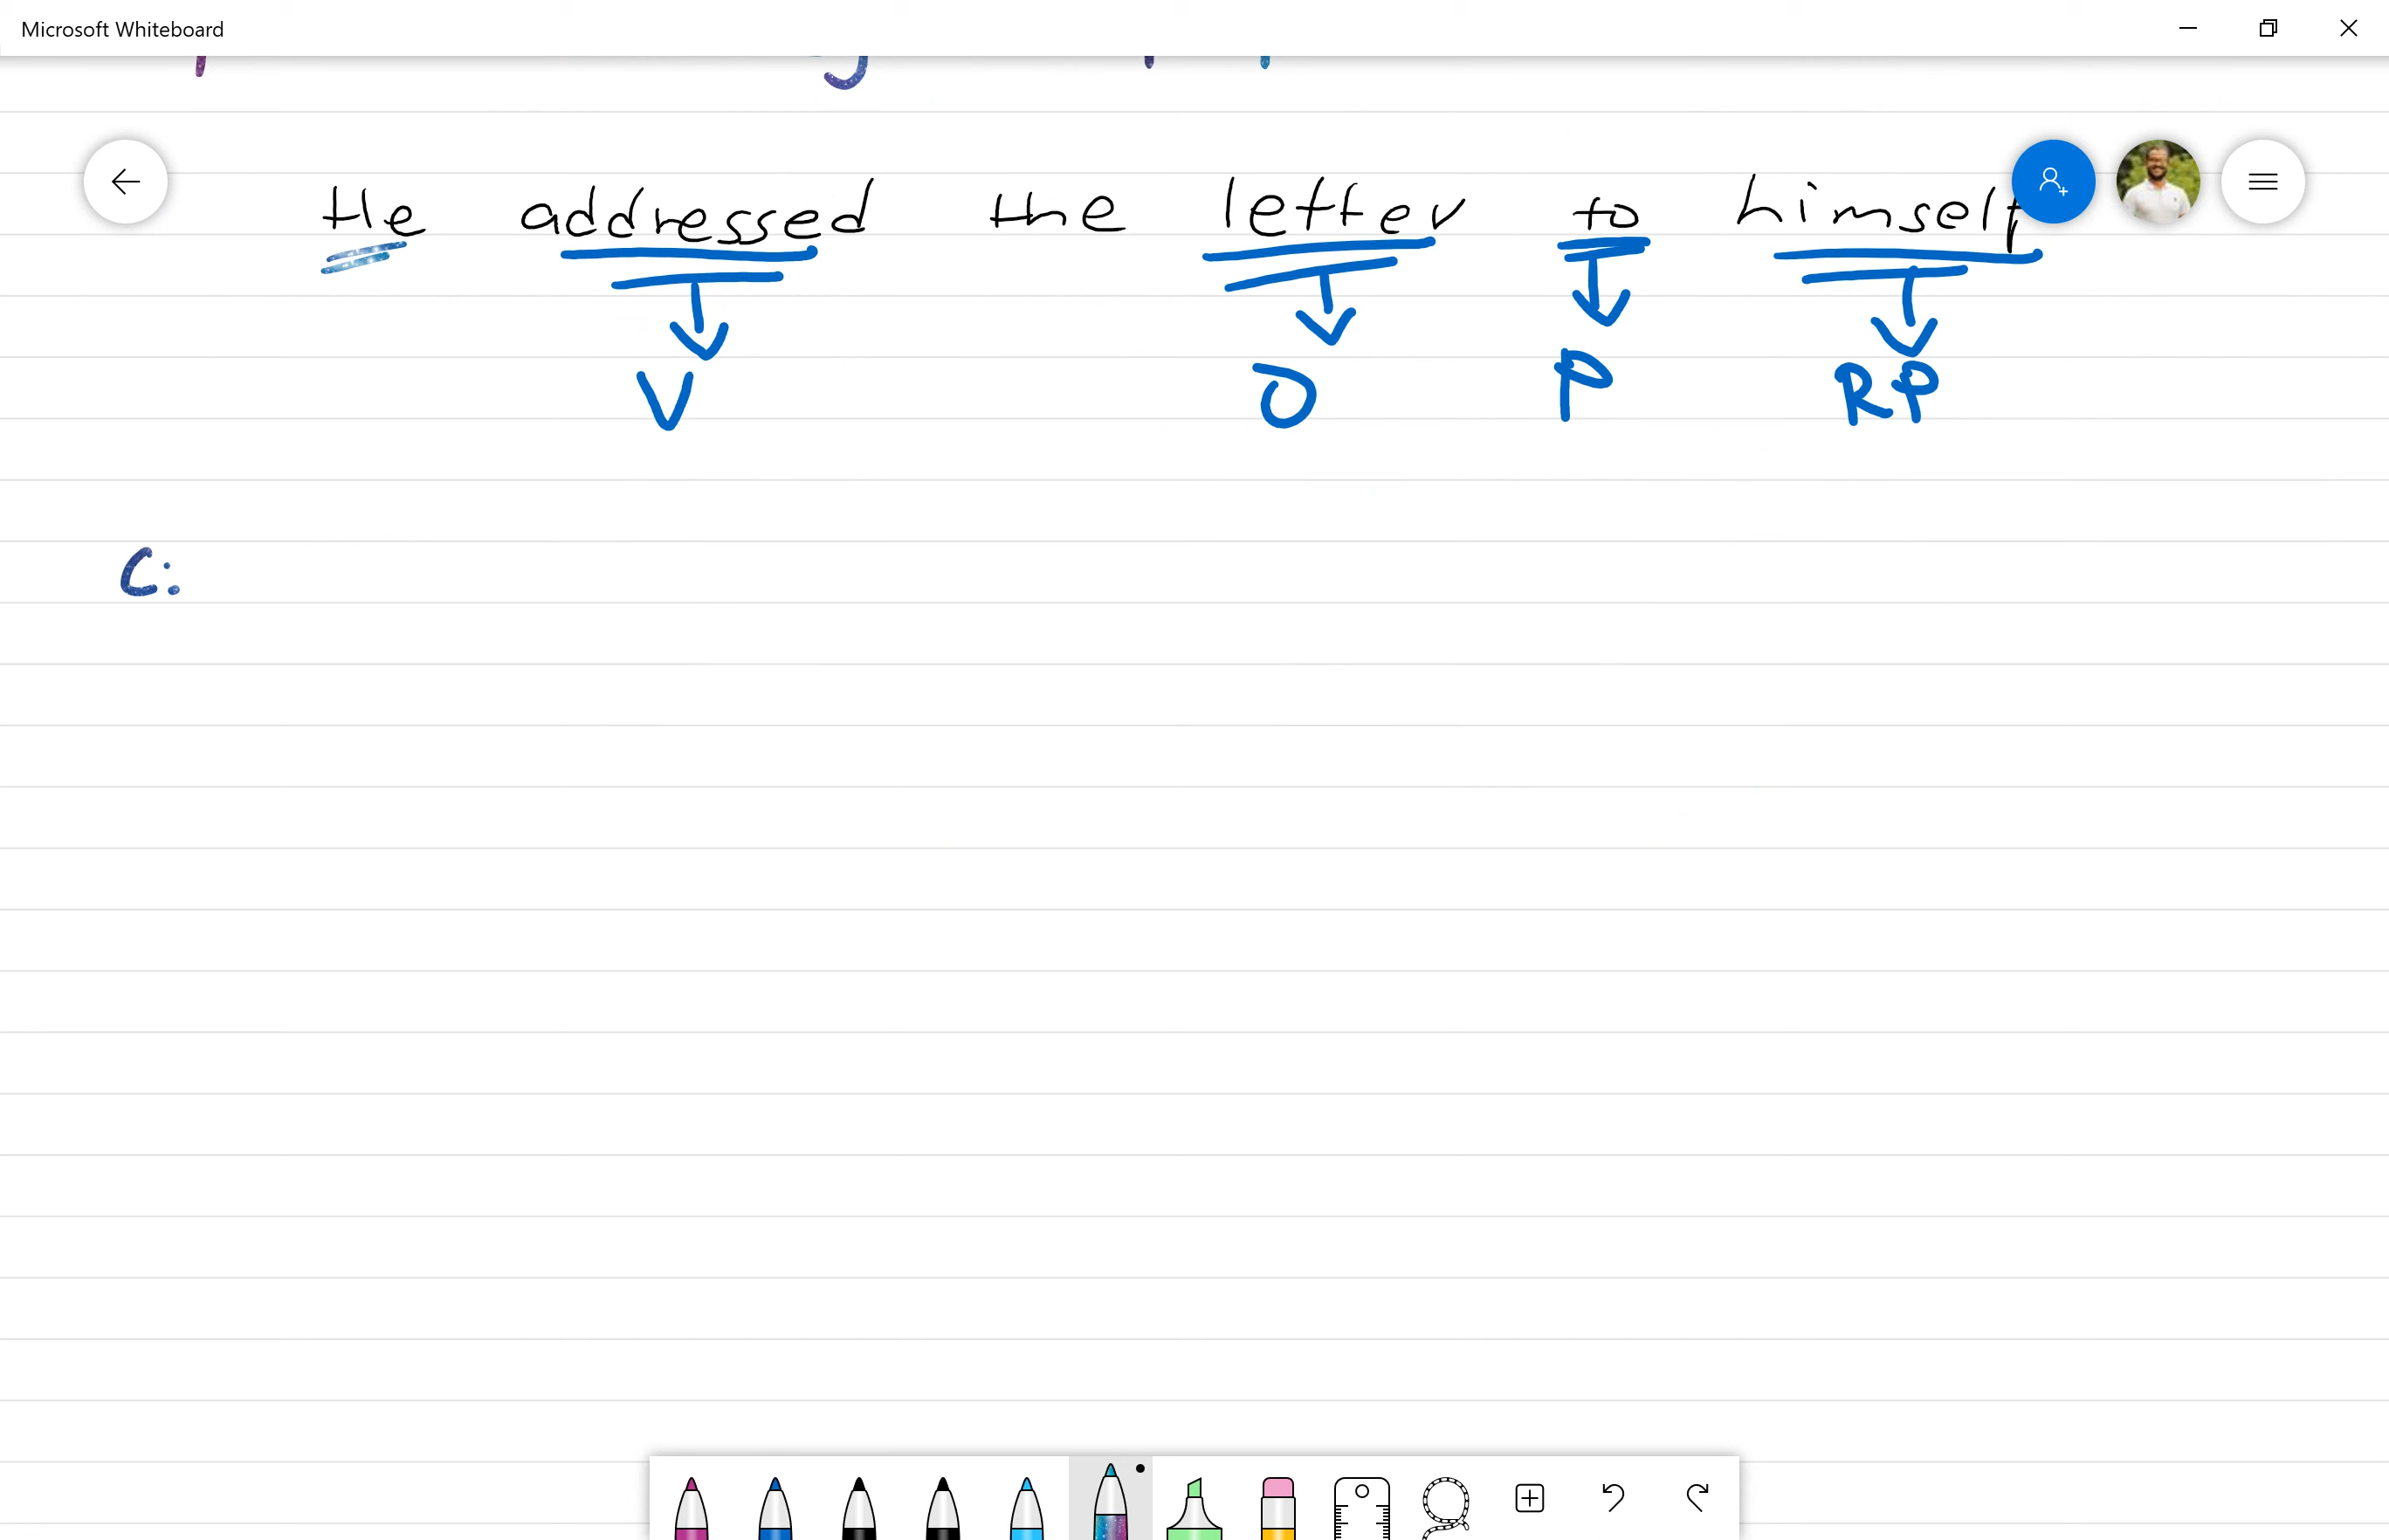 Microsoft Whiteboard
He addressed the letter to himself
V O P RP
C: